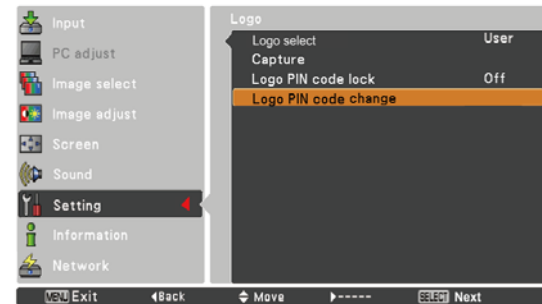 Input
PC adjust
Image select
Image adjust
Screen
Sound
Setting
Information
Network
Logo
Logo select User
Capture
Logo PIN code lock Off
Logo PIN code change
MENU Exit ◀Back Move ▶----- SELECT Next